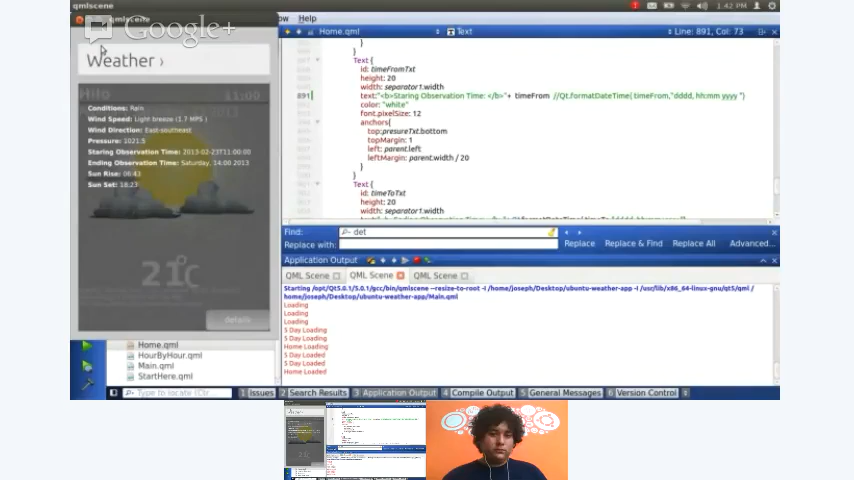 qmlscene
1:42 PM
qmlscene
Google+
ow Help
Home.qml
Text
Line: 891, Col: 73
Weather ›
Hilo 11:00
Conditions: Rain
Wind Speed: Light breeze (1.7 MPS )
Wind Direction: East-southeast
Pressure: 1021.5
Staring Observation Time: 2013-02-23T11:00:00
Ending Observation Time: Saturday, 14:00 2013
Sun Rise: 06:43
Sun Set: 18:23
21°C
details
}
Text {
id: timeFromTxt
height: 20
width: separator1.width
891 text:"<b>Staring Observation Time: </b>"+ timeFrom //Qt.formatDateTime( timeFrom,"dddd, hh:mm yyyy ")
color: "white"
font.pixelSize: 12
anchors{
top:presureTxt.bottom
topMargin: 1
left: parent.left
leftMargin: parent.width / 20
}
}
Text {
id: timeToTxt
height: 20
width: separator1.width
Find: det
Replace with:
Replace
Replace & Find
Replace All
Advanced...
Application Output
QML Scene
QML Scene
QML Scene
Starting /opt/Qt5.0.1/5.0.1/gcc/bin/qmlscene --resize-to-root -I /home/joseph/Desktop/ubuntu-weather-app -I /usr/lib/x86_64-linux-gnu/qt5/qml /
home/joseph/Desktop/ubuntu-weather-app/Main.qml
Loading
Loading
Loading
5 Day Loading
5 Day Loading
Home Loading
5 Day Loaded
5 Day Loaded
Home Loaded
Home.qml
HourByHour.qml
Main.qml
StartHere.qml
Type to locate (Ctr
1 Issues
2 Search Results
3 Application Output
4 Compile Output
5 General Messages
6 Version Control